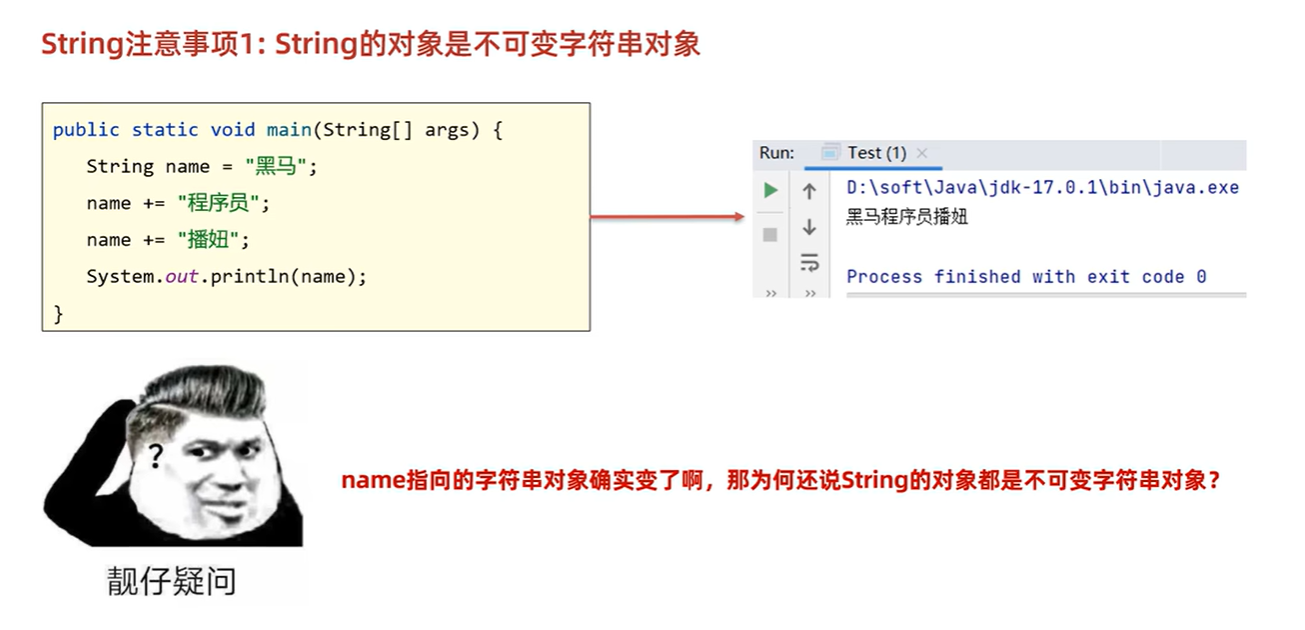 String注意事项1: String的对象是不可变字符串对象
public static void main(String[] args) {
String name = "黑马";
name += "程序员";
name += "播妞";
System.out.println(name);
}
Run: Test (1) ×
D:\soft\Java\jdk-17.0.1\bin\java.exe
黑马程序员播妞
Process finished with exit code 0
?
name指向的字符串对象确实变了啊，那为何还说String的对象都是不可变字符串对象？
靓仔疑问